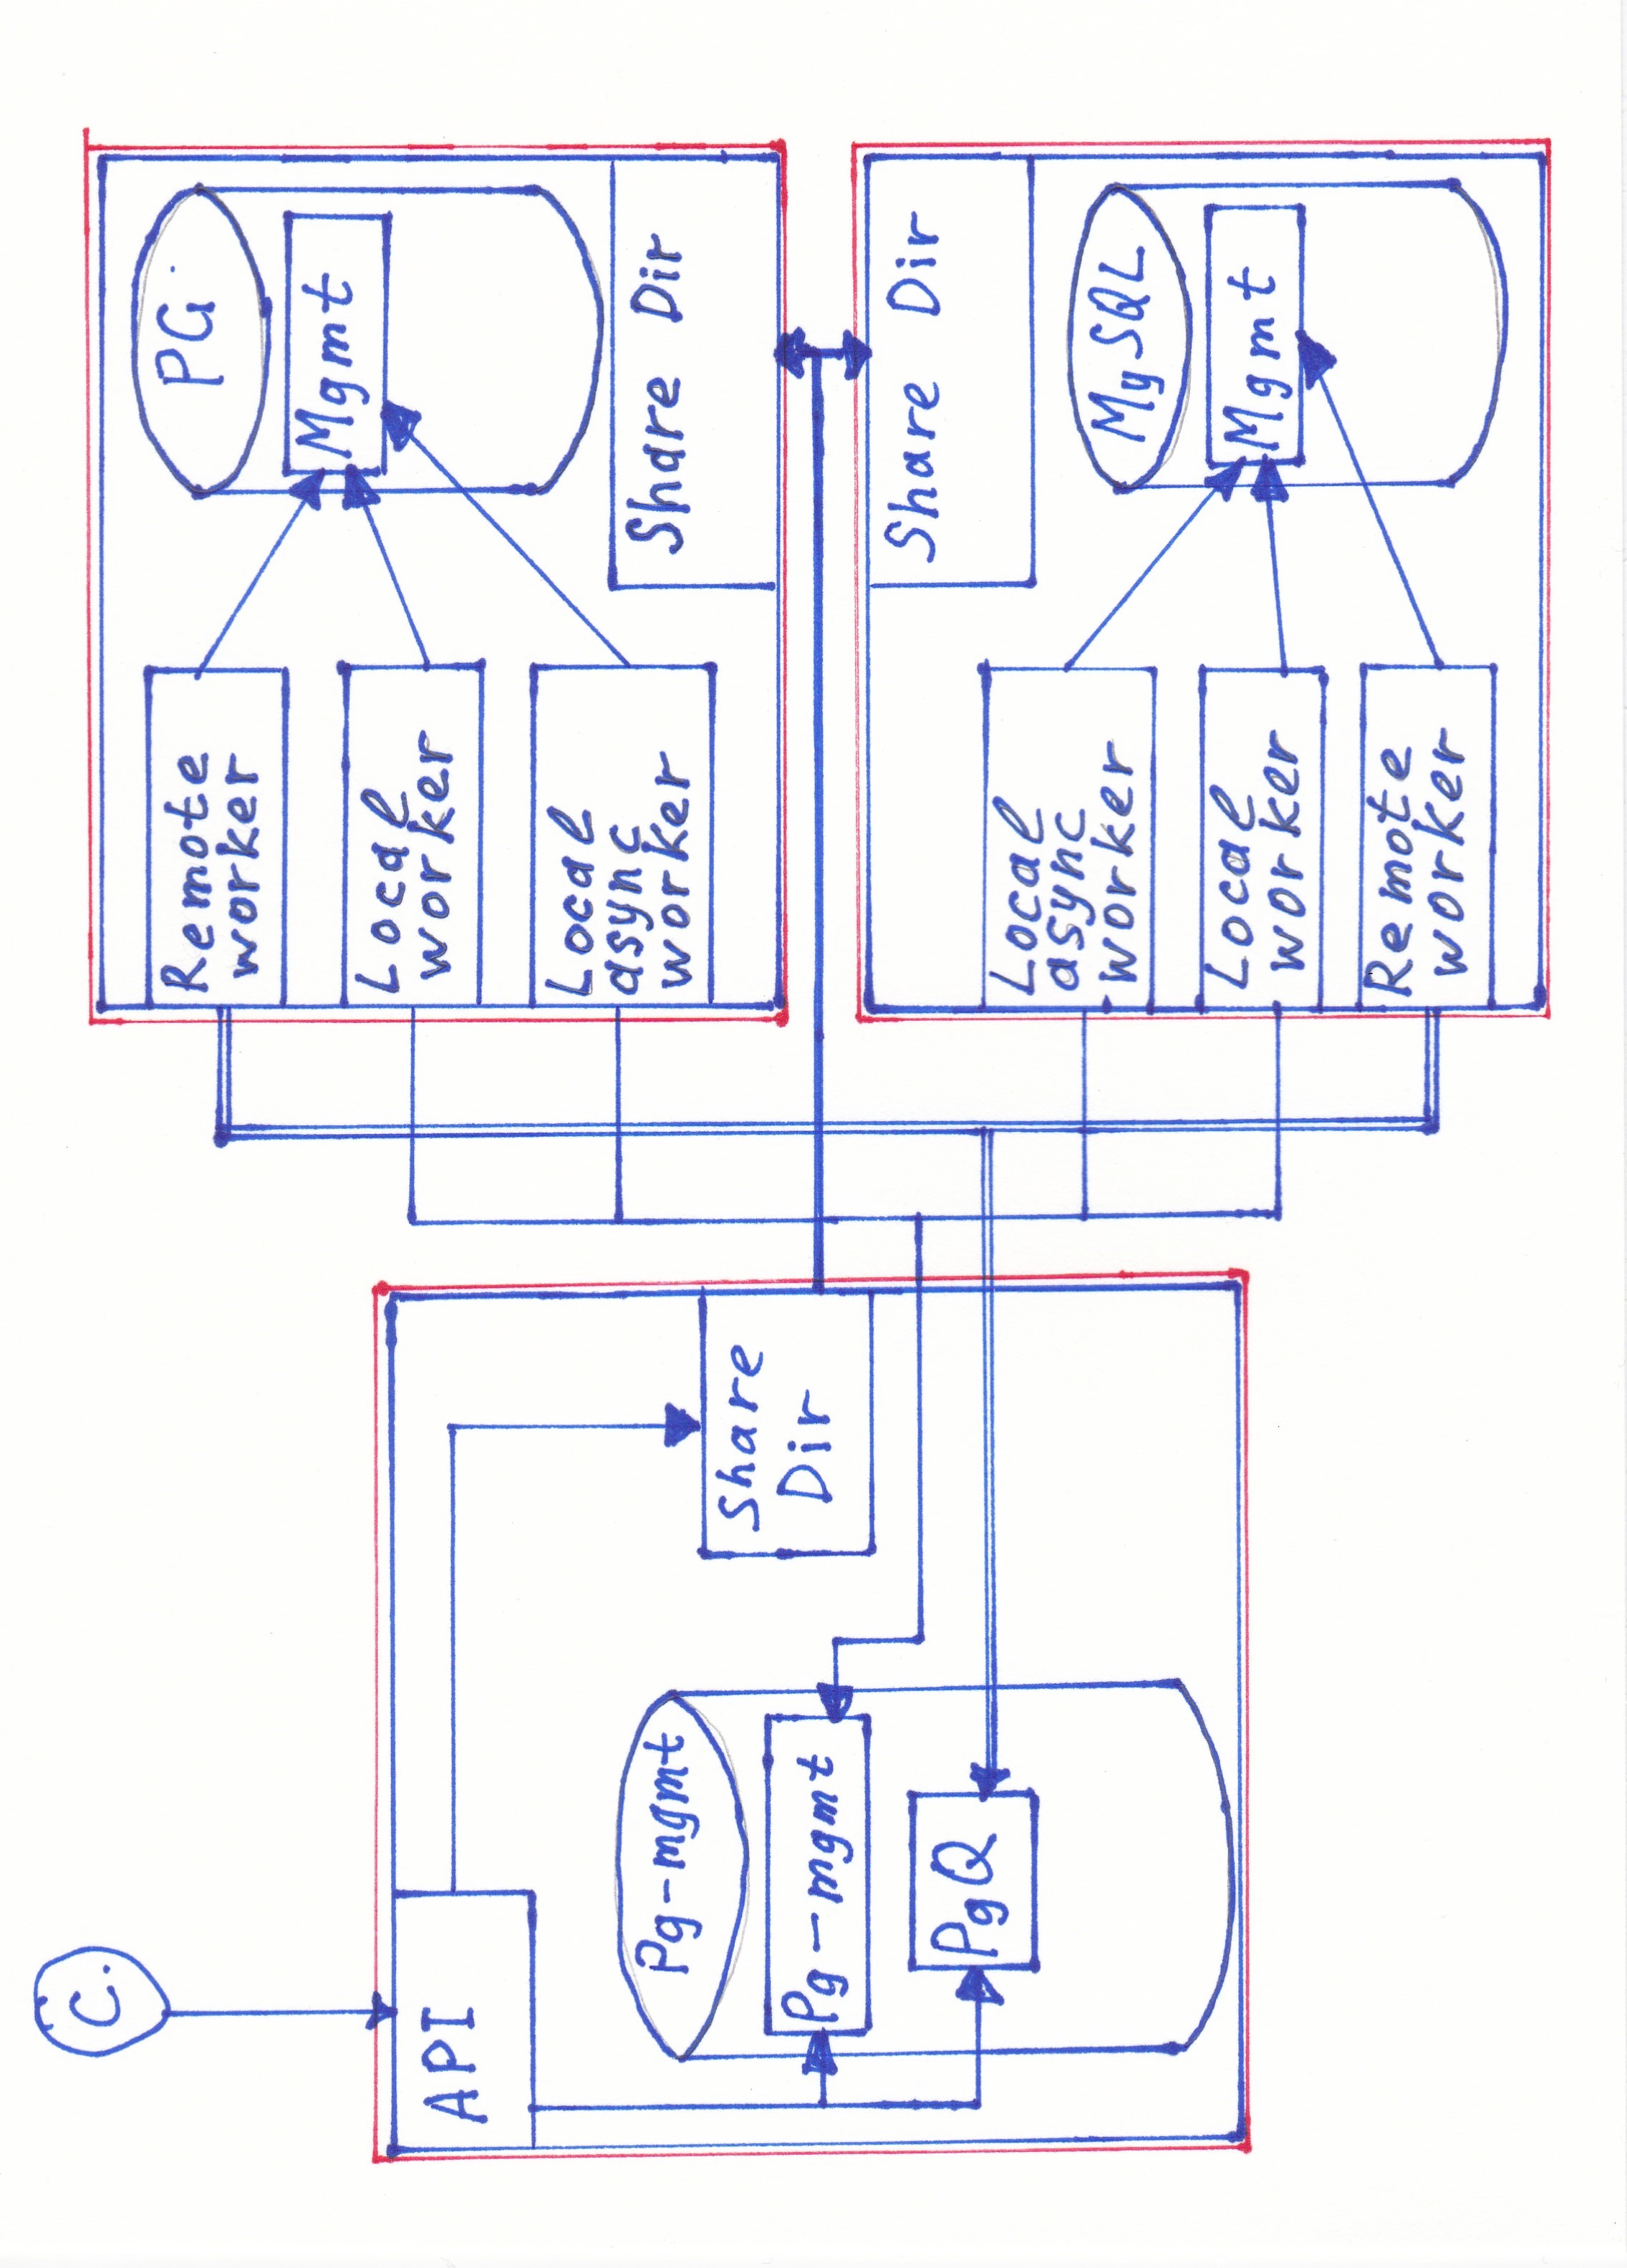 C.
API
Pg-mgmt
Pg-mgmt
PgQ
Share
Dir
Remote
worker
Local
worker
Local
async
worker
PG
Mgmt
Share Dir
Share Dir
Local
async
worker
Local
worker
Remote
worker
MySQL
Mgmt